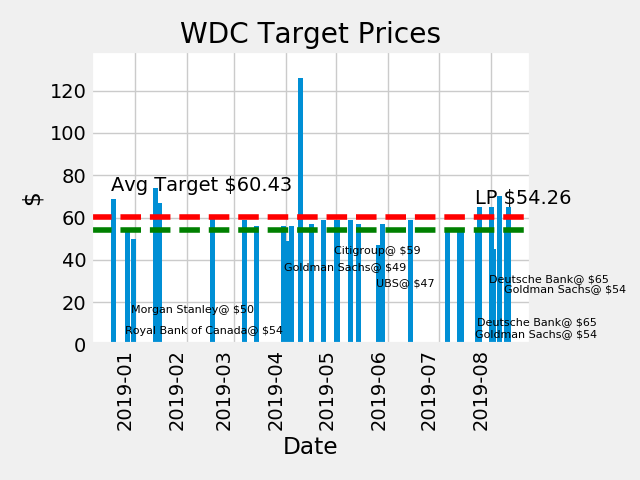 WDC Target Prices
120
100
80
60
40
20
0
$
Avg Target $60.43
LP $54.26
Citigroup@ $59
Goldman Sachs@ $49
UBS@ $47
Deutsche Bank@ $65
Goldman Sachs@ $54
Morgan Stanley@ $50
Royal Bank of Canada@ $54
Deutsche Bank@ $65
Goldman Sachs@ $54
2019-01
2019-02
2019-03
2019-04
2019-05
2019-06
2019-07
2019-08
Date